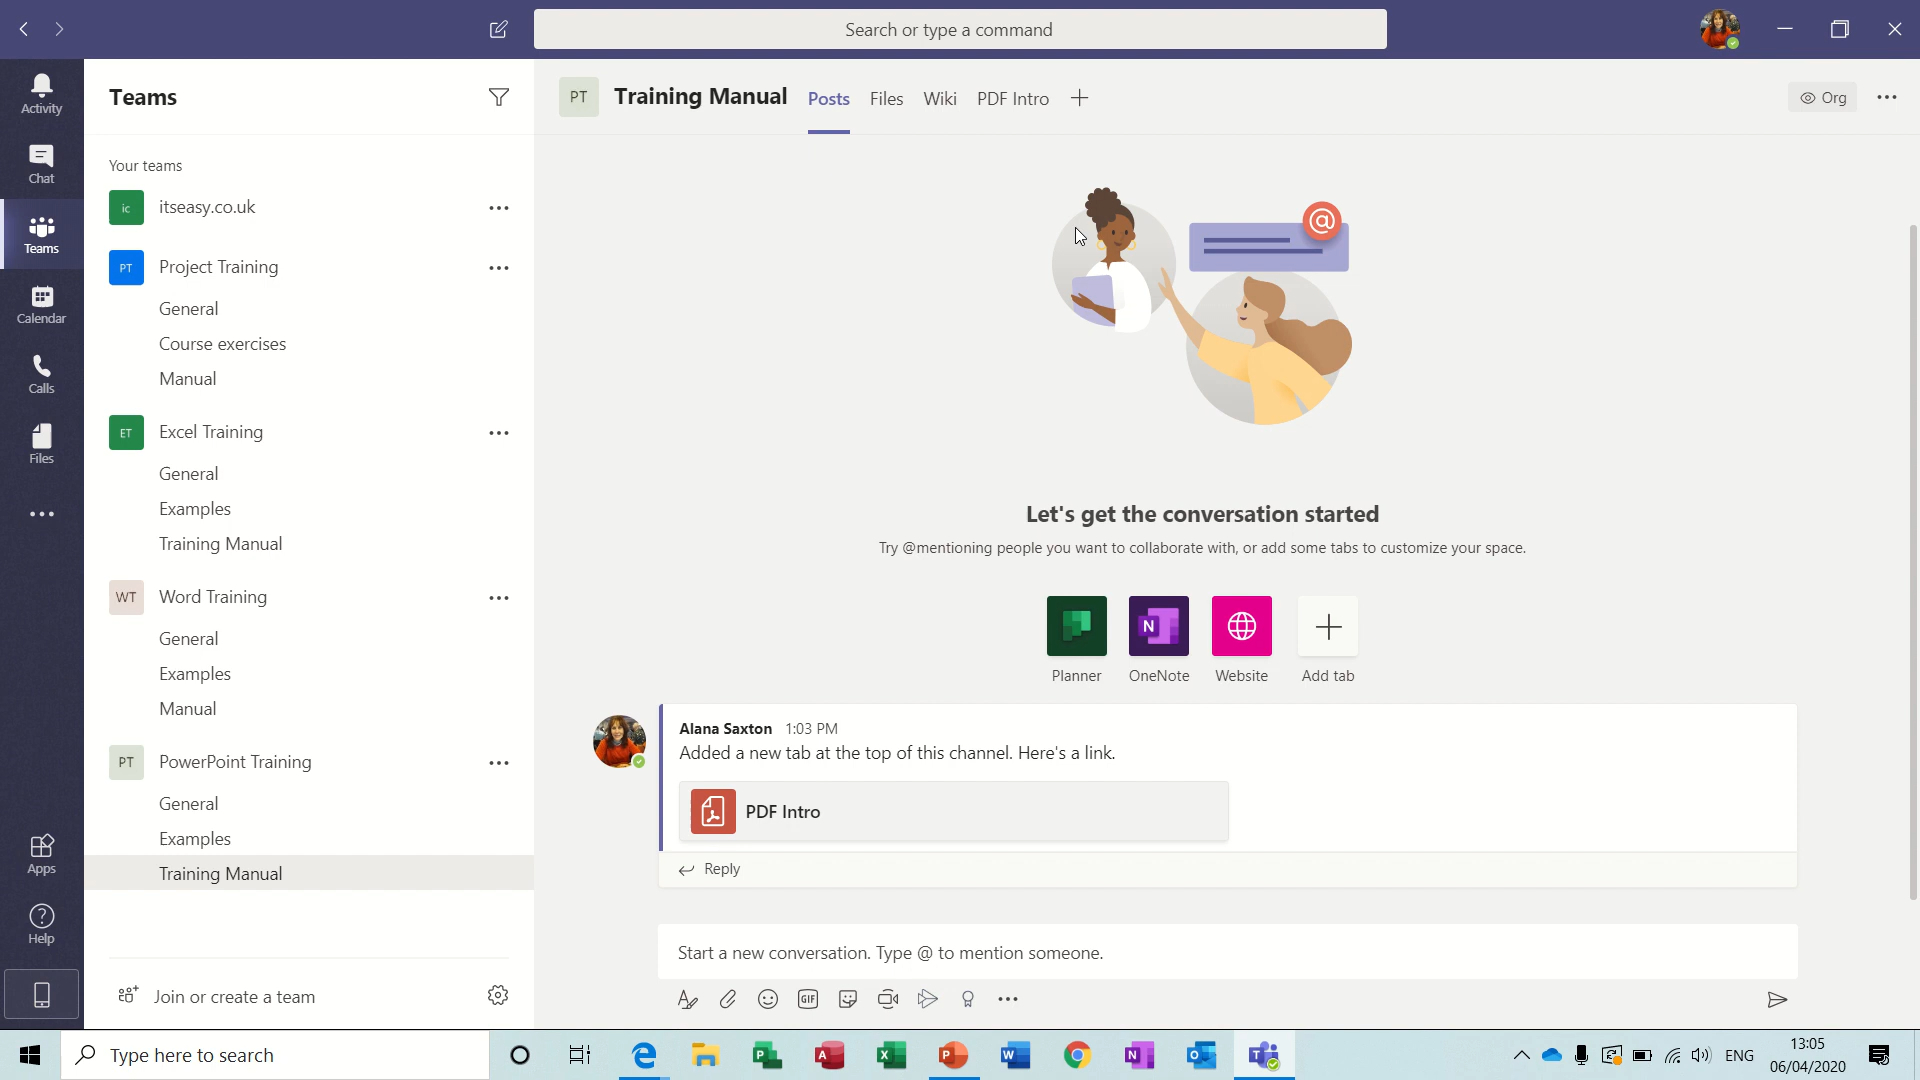 Search or type a command
Activity
Chat
Teams
Calendar
Calls
Files
Apps
Help
Teams
Your teams
ic itseasy.co.uk
PT Project Training
General
Course exercises
Manual
ET Excel Training
General
Examples
Training Manual
WT Word Training
General
Examples
Manual
PT PowerPoint Training
General
Examples
Training Manual
Join or create a team
PT Training Manual Posts Files Wiki PDF Intro
Org
@
Let's get the conversation started
Try @mentioning people you want to collaborate with, or add some tabs to customize your space.
N
Planner OneNote Website Add tab
Alana Saxton 1:03 PM
Added a new tab at the top of this channel. Here's a link.
PDF Intro
Reply
Start a new conversation. Type @ to mention someone.
GIF
Type here to search
P A X P W N O T
ENG
13:05
06/04/2020